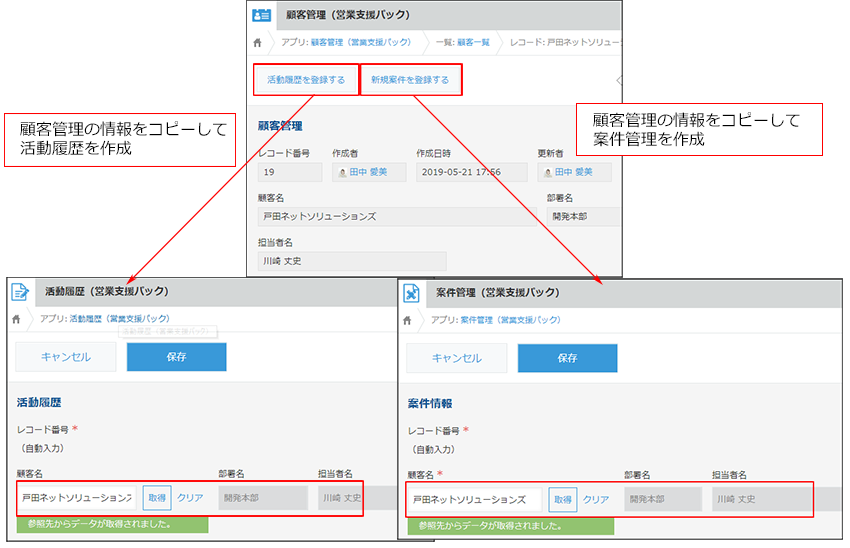 顧客管理（営業支援パック）
アプリ: 顧客管理（営業支援パック） 一覧: 顧客一覧 レコード: 戸田ネットソリューション
活動履歴を登録する 新規案件を登録する
顧客管理の情報をコピーして
活動履歴を作成
顧客管理の情報をコピーして
案件管理を作成
顧客管理
レコード番号 作成者 作成日時 更新者
19 田中 愛美 2019-05-21 17:56 田中 愛美
顧客名 部署名
戸田ネットソリューションズ 開発本部
担当者名
川崎 丈史
活動履歴（営業支援パック）
アプリ: 活動履歴（営業支援パック）
活動履歴（営業支援パック）
キャンセル 保存
活動履歴
レコード番号 *
（自動入力）
顧客名 部署名 担当者名
戸田ネットソリューションズ 取得 クリア 開発本部 川崎 丈史
参照先からデータが取得されました。
案件管理（営業支援パック）
アプリ: 案件管理（営業支援パック）
キャンセル 保存
案件情報
レコード番号 *
（自動入力）
顧客名 * 部署名 担当者名
戸田ネットソリューションズ 取得 クリア 開発本部 川崎 丈史
参照先からデータが取得されました。